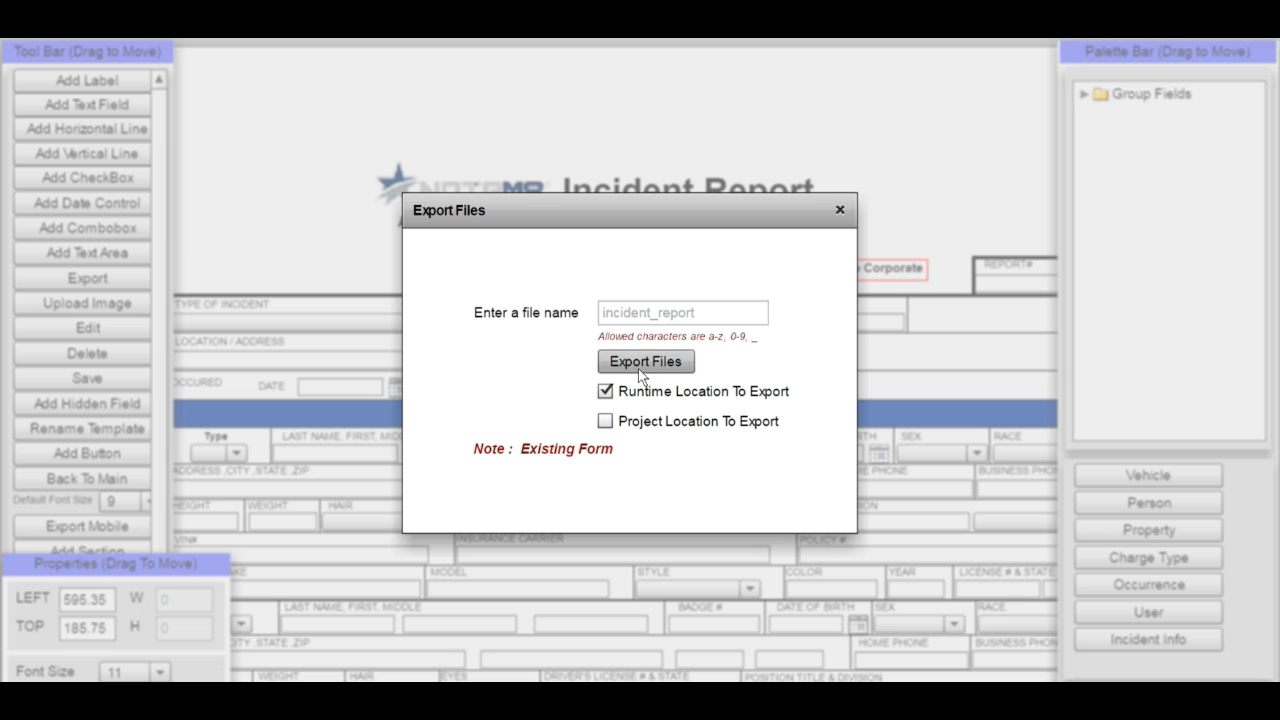 Tool Bar (Drag to Move)
Add Label
Add Text Field
Add Horizontal Line
Add Vertical Line
Add CheckBox
Add Date Control
Add Combobox
Add Text Area
Export
Upload Image
Edit
Delete
Save
Add Hidden Field
Rename Template
Add Button
Back To Main
Default Font Size 9
Export Mobile
Add Section
Properties (Drag To Move)
LEFT 595.35 W 0
TOP 185.75 H 0
Font Size 11
Incident Report
Corporate
REPORT#
TYPE OF INCIDENT
LOCATION / ADDRESS
OCCURED DATE
Export Files
×
Enter a file name incident_report
Allowed characters are a-z, 0-9, _
Export Files
Runtime Location To Export
Project Location To Export
Note : Existing Form
Type LAST NAME, FIRST, MID
RTH SEX RACE
ADDRESS ,CITY ,STATE ,ZIP
PHONE BUSINESS PHON
HEIGHT WEIGHT HAIR
VIN# INSURANCE CARRIER POLICY #
MODEL STYLE COLOR YEAR LICENSE # & STATE
LAST NAME, FIRST, MIDDLE BADGE # DATE OF BIRTH SEX RACE
CITY ,STATE ,ZIP HOME PHONE BUSINESS PHON
WEIGHT HAIR EYES DRIVER'S LICENSE # & STATE POSITION TITLE & DIVISION
Palette Bar (Drag to Move)
Group Fields
Vehicle
Person
Property
Charge Type
Occurrence
User
Incident Info